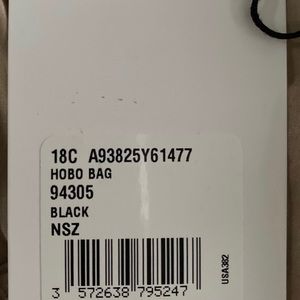 18C A93825Y61477
HOBO BAG
94305
BLACK
NSZ
3 572638 795247
USA382